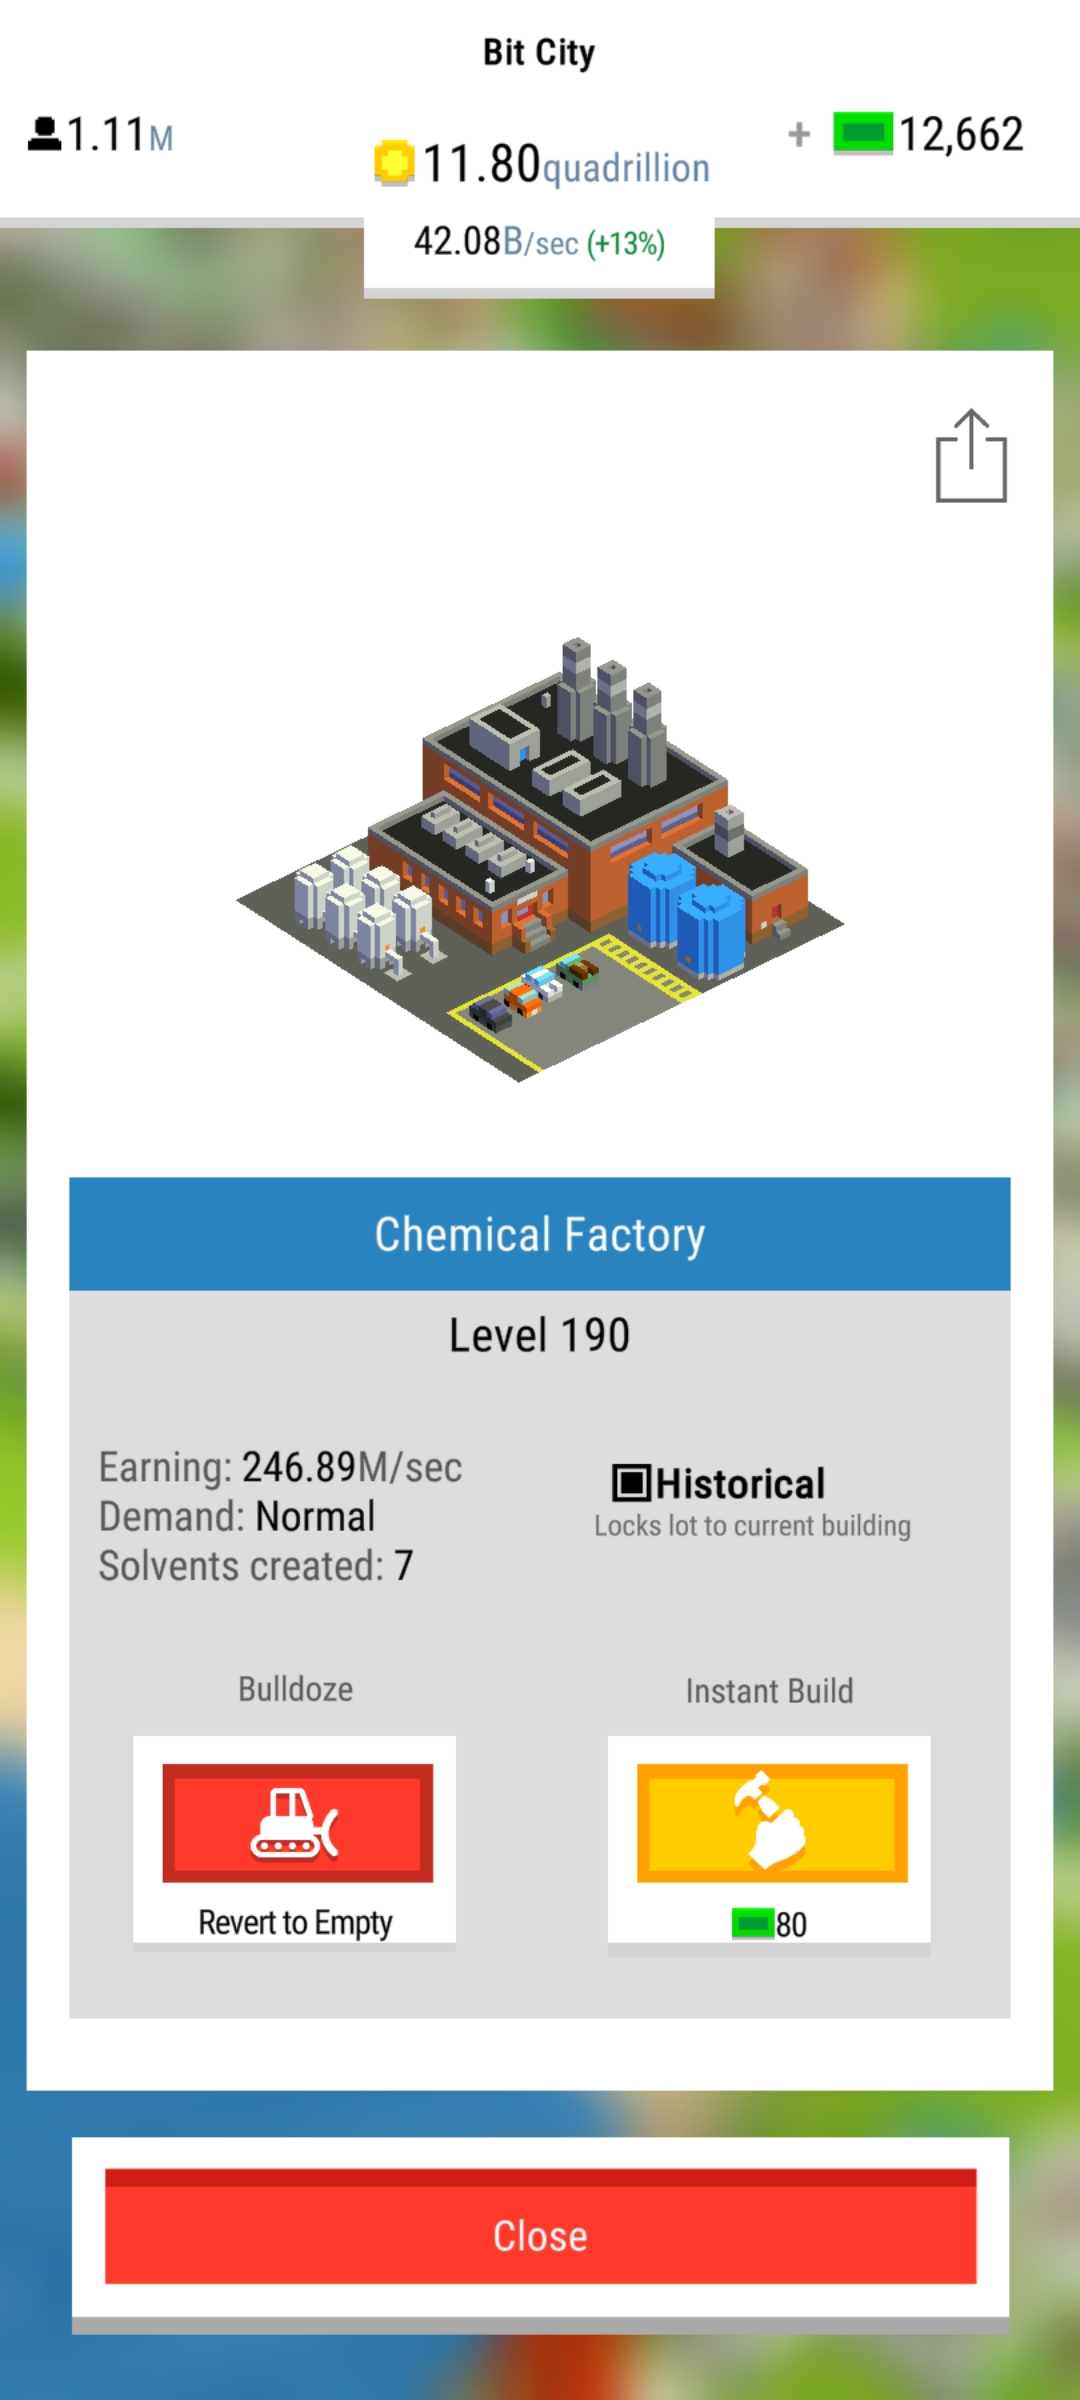 Bit City
1.11M
11.80quadrillion
+ 12,662
42.08B/sec (+13%)
Chemical Factory
Level 190
Earning: 246.89M/sec
Demand: Normal
Solvents created: 7
Historical
Locks lot to current building
Bulldoze
Instant Build
Revert to Empty
80
Close